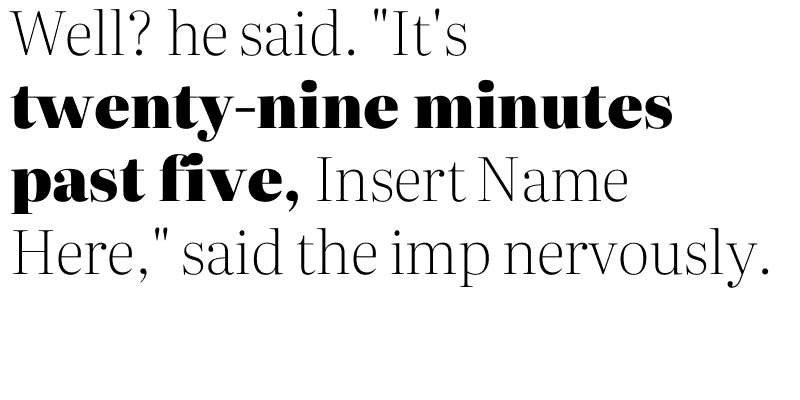 Well? he said. "It's
twenty-nine minutes
past five, Insert Name
Here," said the imp nervously.